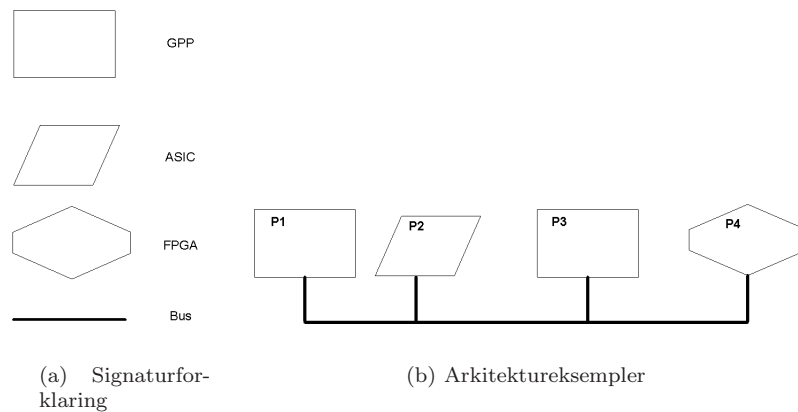 GPP
ASIC
FPGA
Bus
P1
P2
P3
P4
(a) Signaturfor-
klaring
(b) Arkitektureksempler